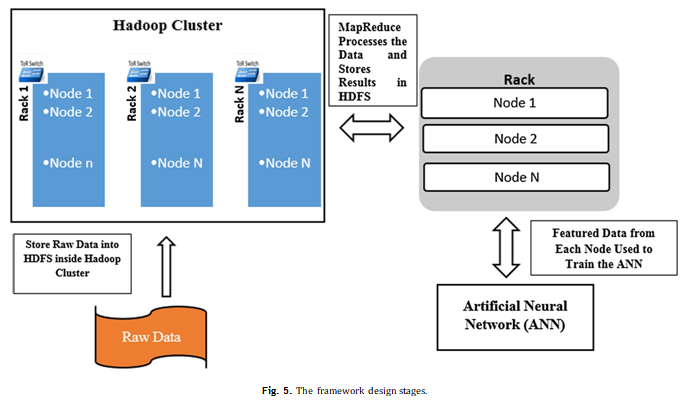 Hadoop Cluster
ToR Switch
Rack 1
•Node 1
•Node 2
•Node n
ToR Switch
Rack 2
•Node 1
•Node 2
•Node N
ToR Switch
Rack N
•Node 1
•Node 2
•Node N
MapReduce
Processes the
Data and
Stores
Results in
HDFS
Rack
Node 1
Node 2
Node N
Store Raw Data into
HDFS inside Hadoop
Cluster
Raw Data
Featured Data from
Each Node Used to
Train the ANN
Artificial Neural
Network (ANN)
Fig. 5. The framework design stages.